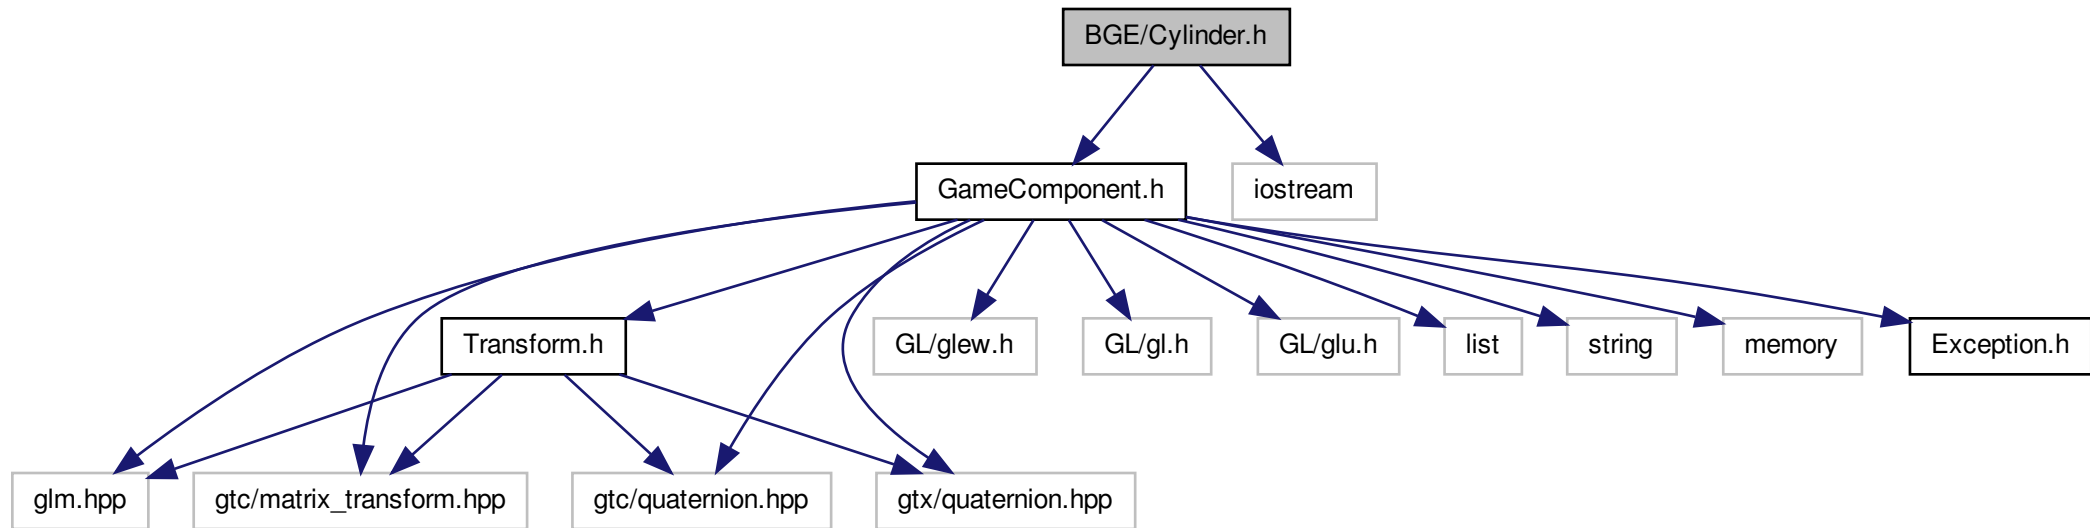 BGE/Cylinder.h
GameComponent.h
iostream
Transform.h
GL/glew.h
GL/gl.h
GL/glu.h
list
string
memory
Exception.h
glm.hpp
gtc/matrix_transform.hpp
gtc/quaternion.hpp
gtx/quaternion.hpp